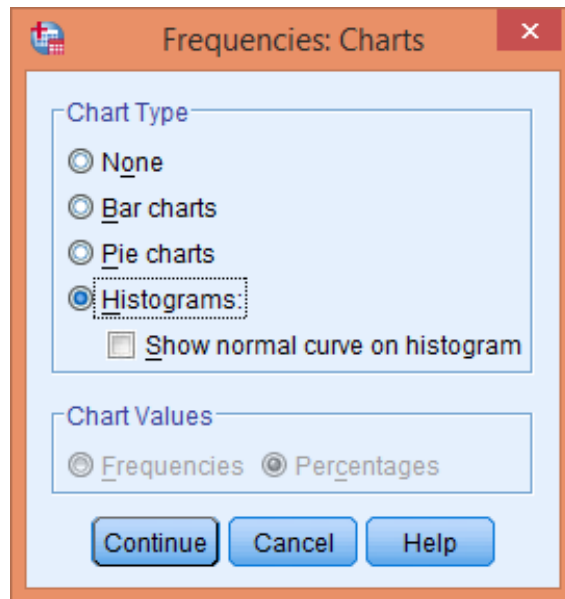 Frequencies: Charts
Chart Type
None
Bar charts
Pie charts
Histograms:
Show normal curve on histogram
Chart Values
Frequencies Percentages
Continue Cancel Help